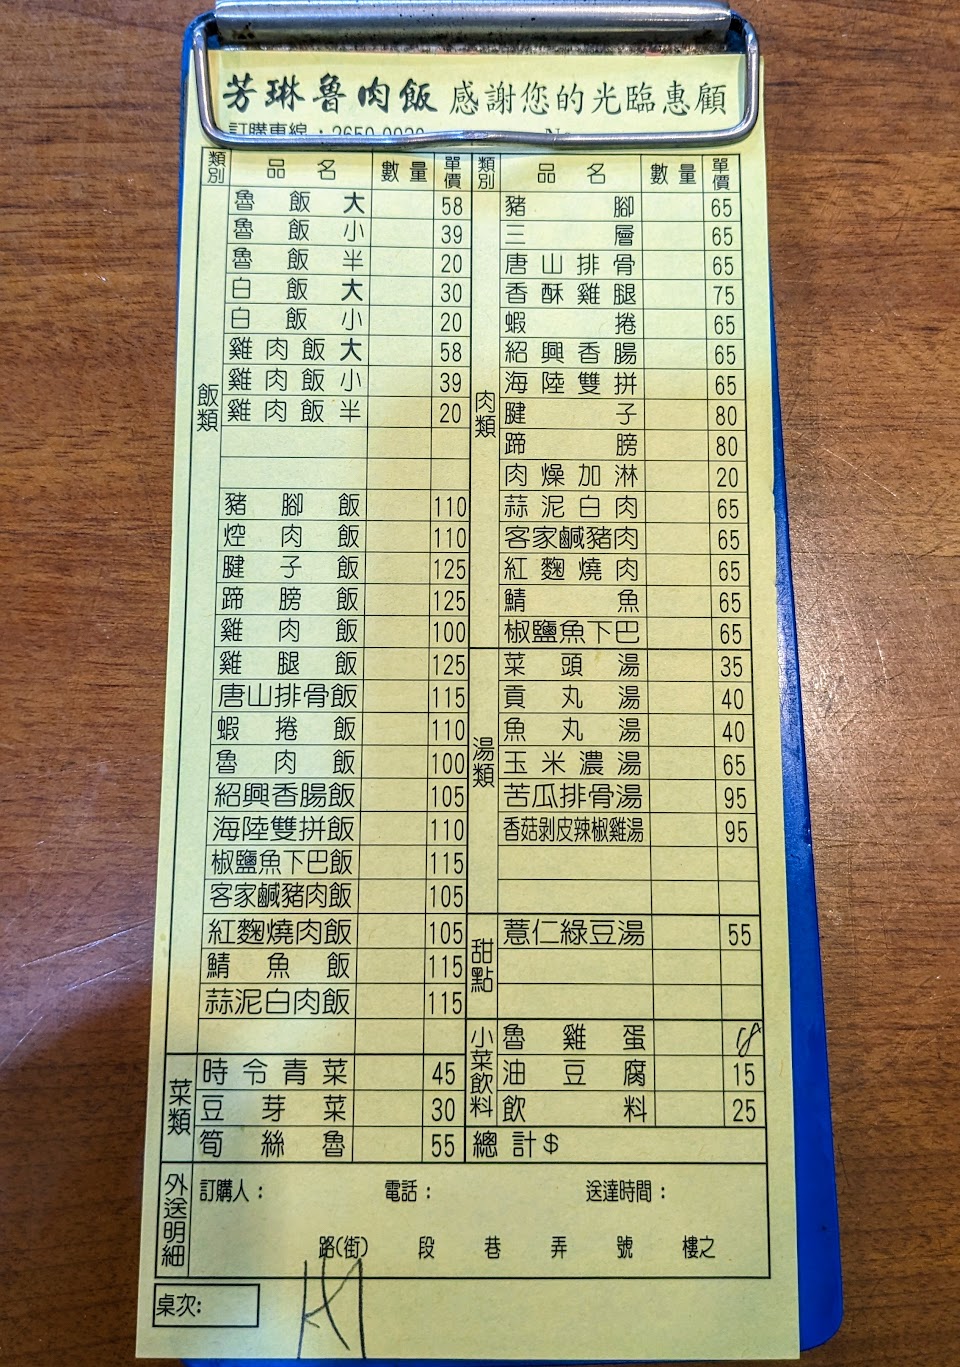 芳琳魯肉飯 感謝您的光臨惠顧
訂購專線：2659-0920
類別 品名 數量 單價
飯類
魯飯大 58
魯飯小 39
魯飯半 20
白飯大 30
白飯小 20
雞肉飯大 58
雞肉飯小 39
雞肉飯半 20
豬腳飯 110
焢肉飯 110
腱子飯 125
蹄膀飯 125
雞肉飯 100
雞腿飯 125
唐山排骨飯 115
蝦捲飯 110
魯肉飯 100
紹興香腸飯 105
海陸雙拼飯 110
椒鹽魚下巴飯 115
客家鹹豬肉飯 105
紅麴燒肉飯 105
鯖魚飯 115
蒜泥白肉飯 115
菜類
時令青菜 45
豆芽菜 30
筍絲魯 55
類別 品名 數量 單價
肉類
豬腳 65
三層 65
唐山排骨 65
香酥雞腿 75
蝦捲 65
紹興香腸 65
海陸雙拼 65
腱子 80
蹄膀 80
肉燥加淋 20
蒜泥白肉 65
客家鹹豬肉 65
紅麴燒肉 65
鯖魚 65
椒鹽魚下巴 65
湯類
菜頭湯 35
貢丸湯 40
魚丸湯 40
玉米濃湯 65
苦瓜排骨湯 95
香菇剝皮辣椒雞湯 95
甜點
薏仁綠豆湯 55
小菜飲料
魯雞蛋
油豆腐 15
飲料 25
總計$
外送明細
訂購人： 電話： 送達時間：
路(街) 段 巷 弄 號 樓之
桌次: